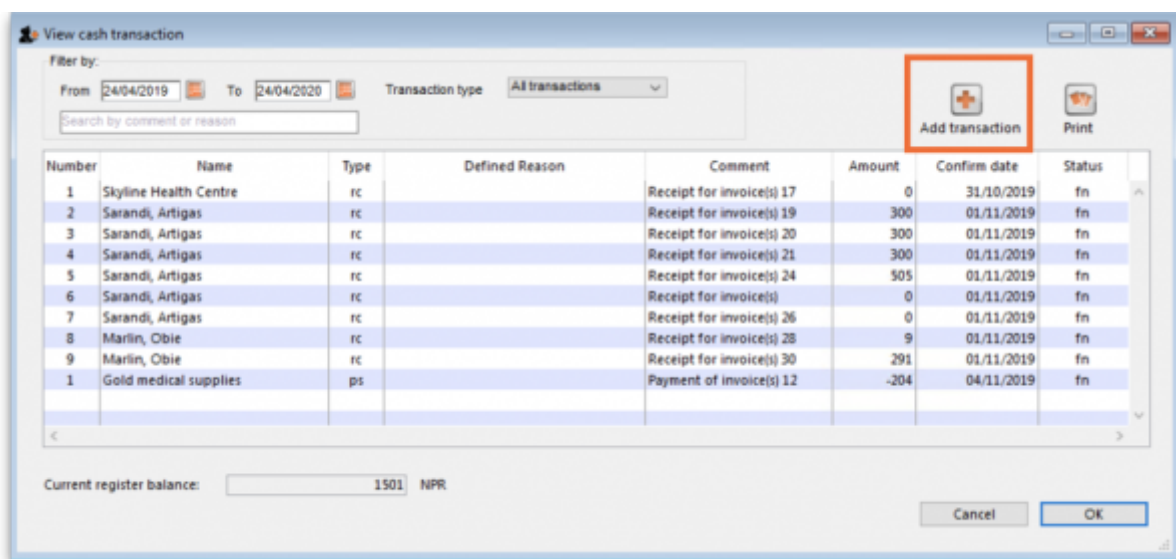 View cash transaction
Filter by:
From 24/04/2019 To 24/04/2020 Transaction type All transactions
Search by comment or reason
Add transaction Print
Number Name Type Defined Reason Comment Amount Confirm date Status
1 Skyline Health Centre rc Receipt for invoice(s) 17 0 31/10/2019 fn
2 Sarandi, Artigas rc Receipt for invoice(s) 19 300 01/11/2019 fn
3 Sarandi, Artigas rc Receipt for invoice(s) 20 300 01/11/2019 fn
4 Sarandi, Artigas rc Receipt for invoice(s) 21 300 01/11/2019 fn
5 Sarandi, Artigas rc Receipt for invoice(s) 24 505 01/11/2019 fn
6 Sarandi, Artigas rc Receipt for invoice(s) 0 01/11/2019 fn
7 Sarandi, Artigas rc Receipt for invoice(s) 26 0 01/11/2019 fn
8 Marlin, Obie rc Receipt for invoice(s) 28 9 01/11/2019 fn
9 Marlin, Obie rc Receipt for invoice(s) 30 291 01/11/2019 fn
1 Gold medical supplies ps Payment of invoice(s) 12 -204 04/11/2019 fn
Current register balance: 1501 NPR
Cancel OK